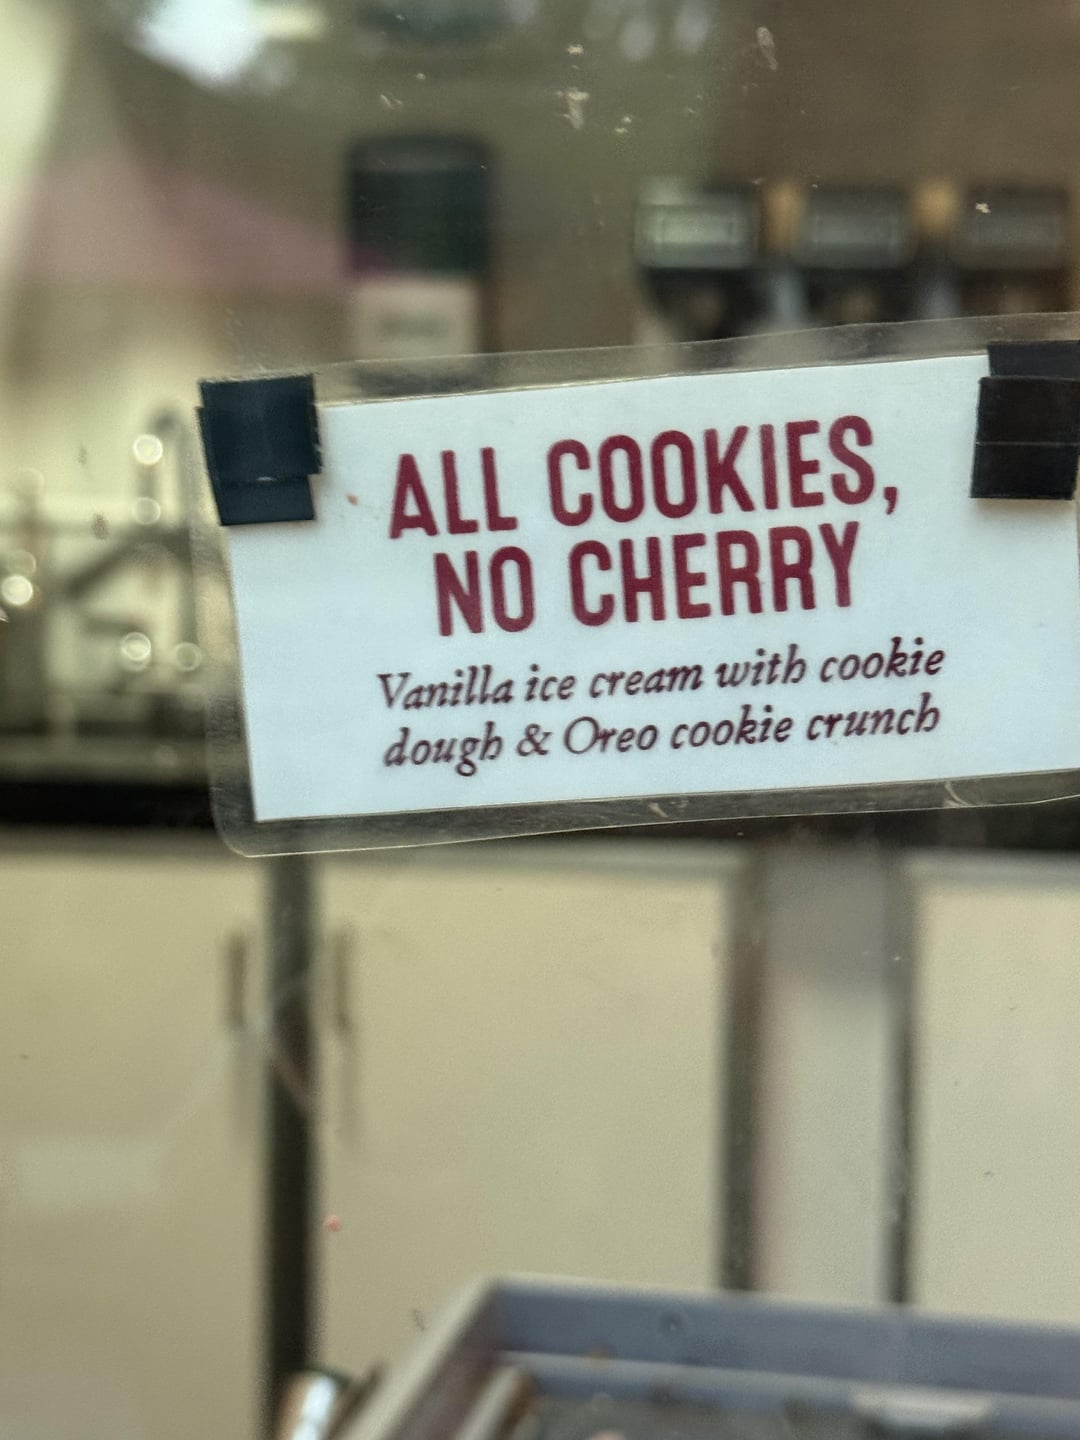 ALL COOKIES,
NO CHERRY
Vanilla ice cream with cookie
dough & Oreo cookie crunch